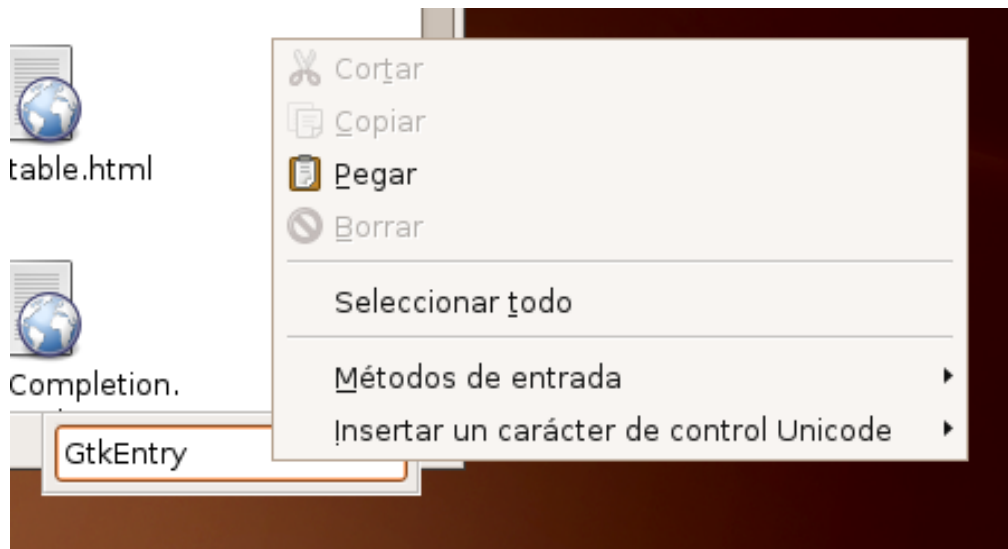 Cortar
Copiar
table.html
Pegar
Borrar
Seleccionar todo
Métodos de entrada
Completion.
Insertar un carácter de control Unicode
GtkEntry